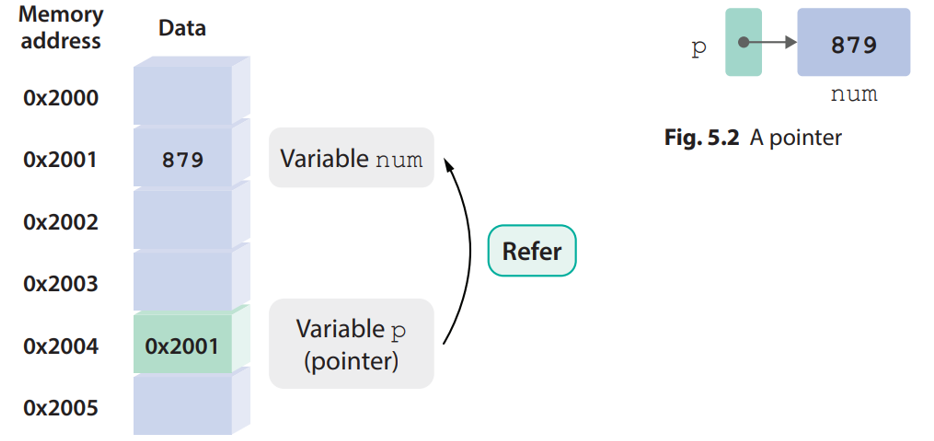 Memory
address
Data
0x2000
0x2001
879
Variable num
0x2002
0x2003
Refer
0x2004
0x2001
Variable p
(pointer)
0x2005
p
879
num
Fig. 5.2 A pointer